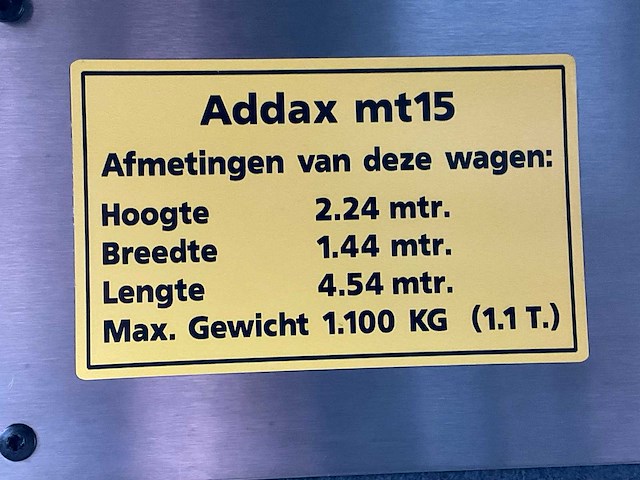 Addax mt15
Afmetingen van deze wagen:
Hoogte 2.24 mtr.
Breedte 1.44 mtr.
Lengte 4.54 mtr.
Max. Gewicht 1.100 KG (1.1 T.)